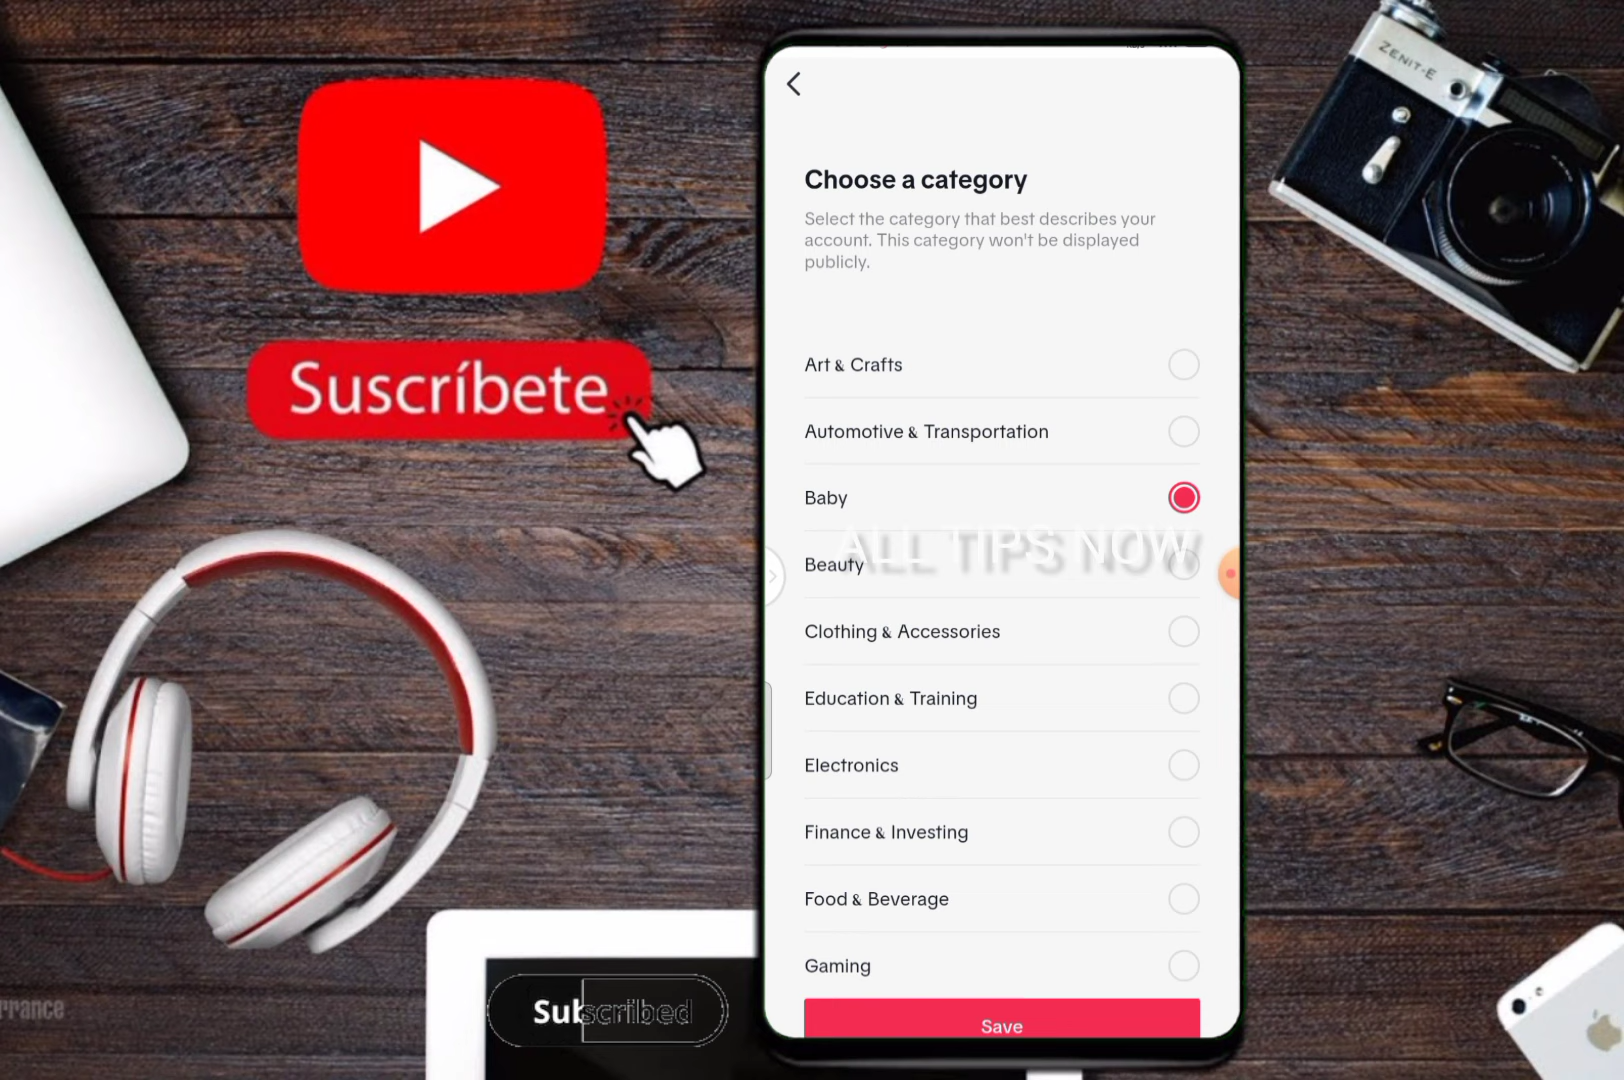 ZENIT-E
Choose a category
Select the category that best describes your
account. This category won't be displayed
publicly.
Suscríbete
Art & Crafts
Automotive & Transportation
Baby
ALL TIPS NOW
Beauty
Clothing & Accessories
Education & Training
Electronics
Finance & Investing
Food & Beverage
Gaming
Save
Subscribed
rrance